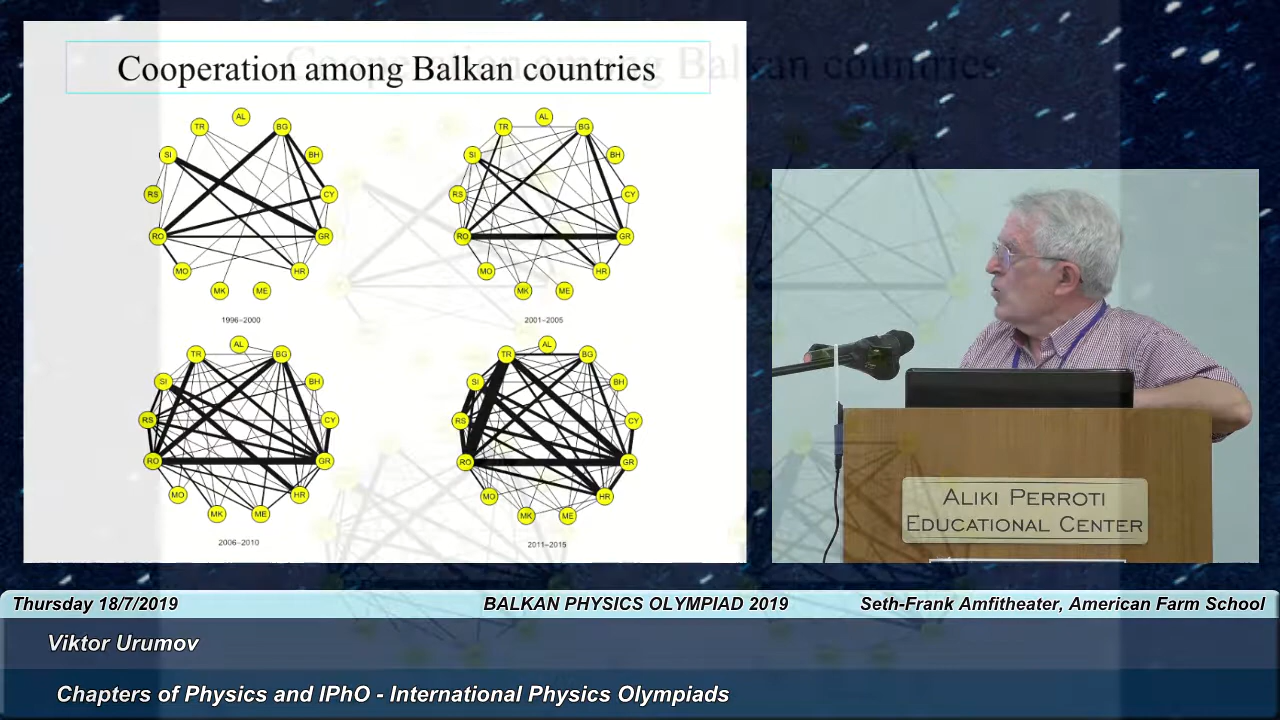 Cooperation among Balkan countries
AL
TR BG
SI BH
RS CY
RO GR
MO HR
MK ME
1996–2000
AL
TR BG
SI BH
RS CY
RO GR
MO HR
MK ME
2001–2005
AL
TR BG
SI BH
RS CY
RO GR
MO HR
MK ME
2006–2010
AL
TR BG
SI BH
RS CY
RO GR
MO HR
MK ME
2011–2015
ALIKI PERROTI
EDUCATIONAL CENTER
Thursday 18/7/2019 BALKAN PHYSICS OLYMPIAD 2019 Seth-Frank Amfitheater, American Farm School
Viktor Urumov
Chapters of Physics and IPhO - International Physics Olympiads